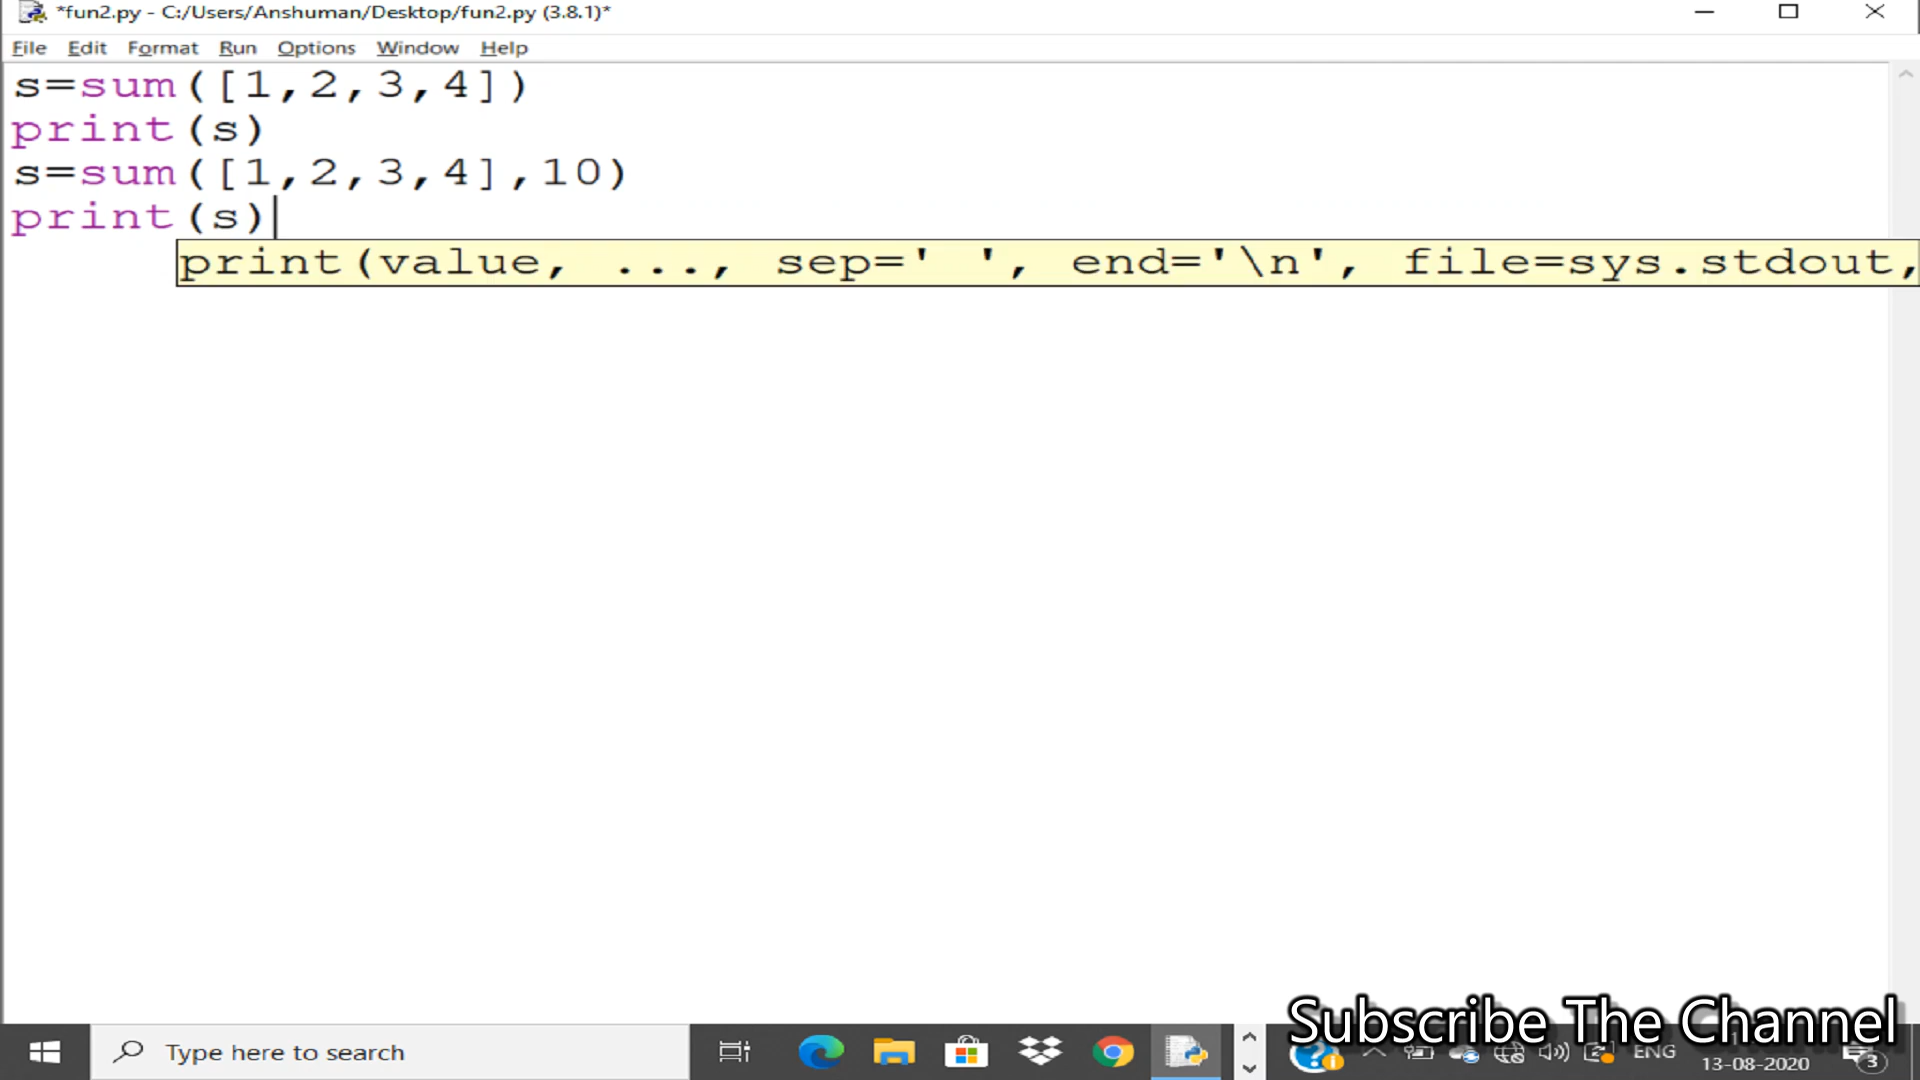 *fun2.py - C:/Users/Anshuman/Desktop/fun2.py (3.8.1)*
File Edit Format Run Options Window Help
s=sum([1,2,3,4])
print(s)
s=sum([1,2,3,4],10)
print(s)
print(value, ..., sep=' ', end='\n', file=sys.stdout,
Subscribe The Channel
Type here to search
ENG
13-08-2020
3